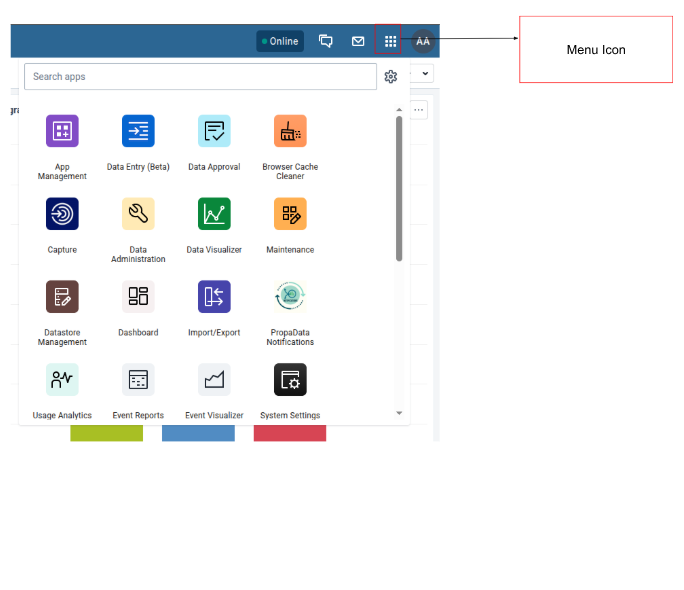 Online
AA
Menu Icon
Search apps
App
Management
Data Entry (Beta)
Data Approval
Browser Cache
Cleaner
Capture
Data
Administration
Data Visualizer
Maintenance
Datastore
Management
Dashboard
Import/Export
PropaData
Notifications
Usage Analytics
Event Reports
Event Visualizer
System Settings